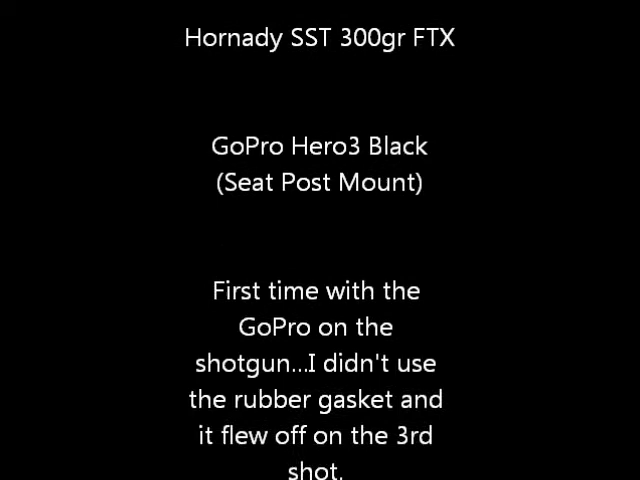 Hornady SST 300gr FTX
GoPro Hero3 Black
(Seat Post Mount)
First time with the
GoPro on the
shotgun...I didn't use
the rubber gasket and
it flew off on the 3rd
shot.